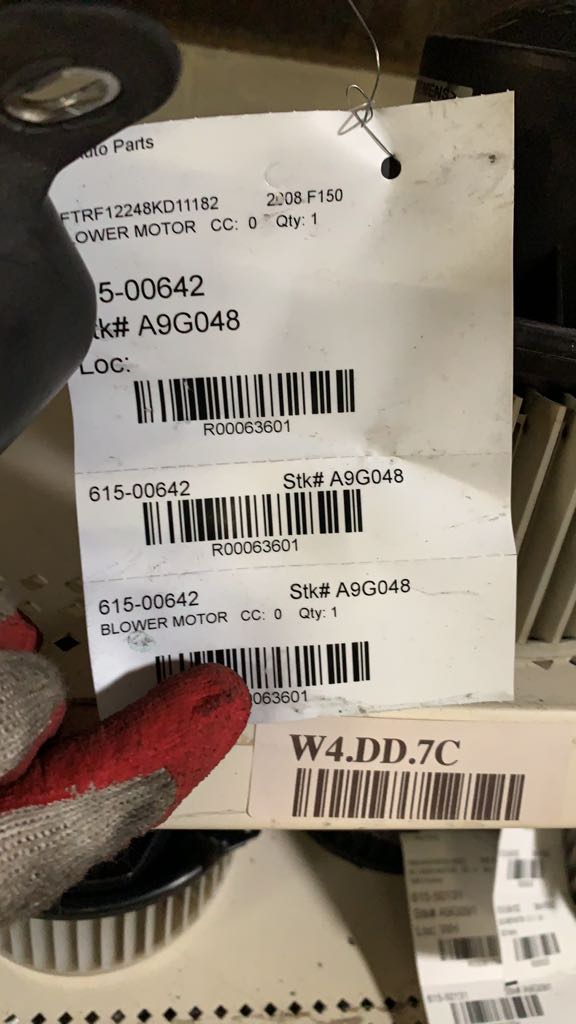 Auto Parts
FTRF12248KD11182 2008 F150
OWER MOTOR CC: 0 Qty: 1
615-00642
Stk# A9G048
Loc:
R00063601
615-00642 Stk# A9G048
R00063601
615-00642 Stk# A9G048
BLOWER MOTOR CC: 0 Qty: 1
063601
W4.DD.7C